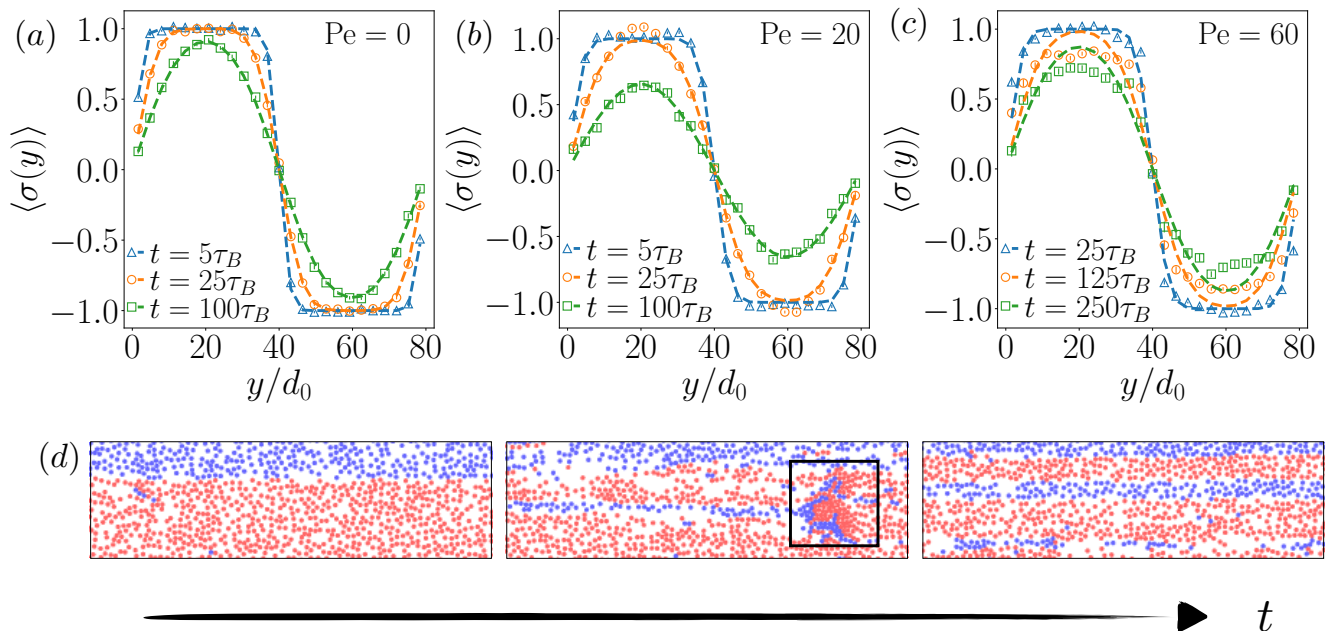 (a)
Pe = 0
1.0
0.5
0.0
−0.5
−1.0
⟨σ(y)⟩
t = 5τ_B
t = 25τ_B
t = 100τ_B
0 20 40 60 80
y/d₀
(b)
Pe = 20
1.0
0.5
0.0
−0.5
−1.0
⟨σ(y)⟩
t = 5τ_B
t = 25τ_B
t = 100τ_B
0 20 40 60 80
y/d₀
(c)
Pe = 60
1.0
0.5
0.0
−0.5
−1.0
⟨σ(y)⟩
t = 25τ_B
t = 125τ_B
t = 250τ_B
0 20 40 60 80
y/d₀
(d)
t